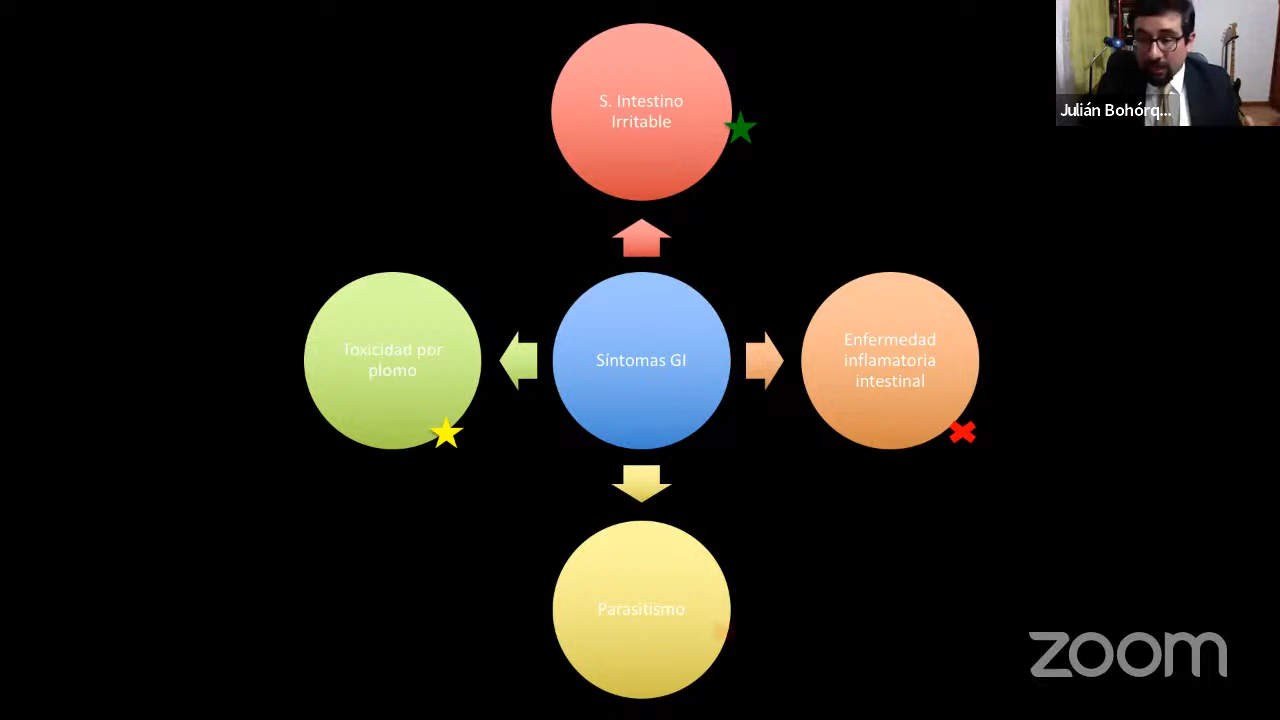 S. Intestino
Irritable
Julián Bohórq...
Toxicidad por
plomo
Síntomas GI
Enfermedad
inflamatoria
intestinal
Parasitismo
zoom